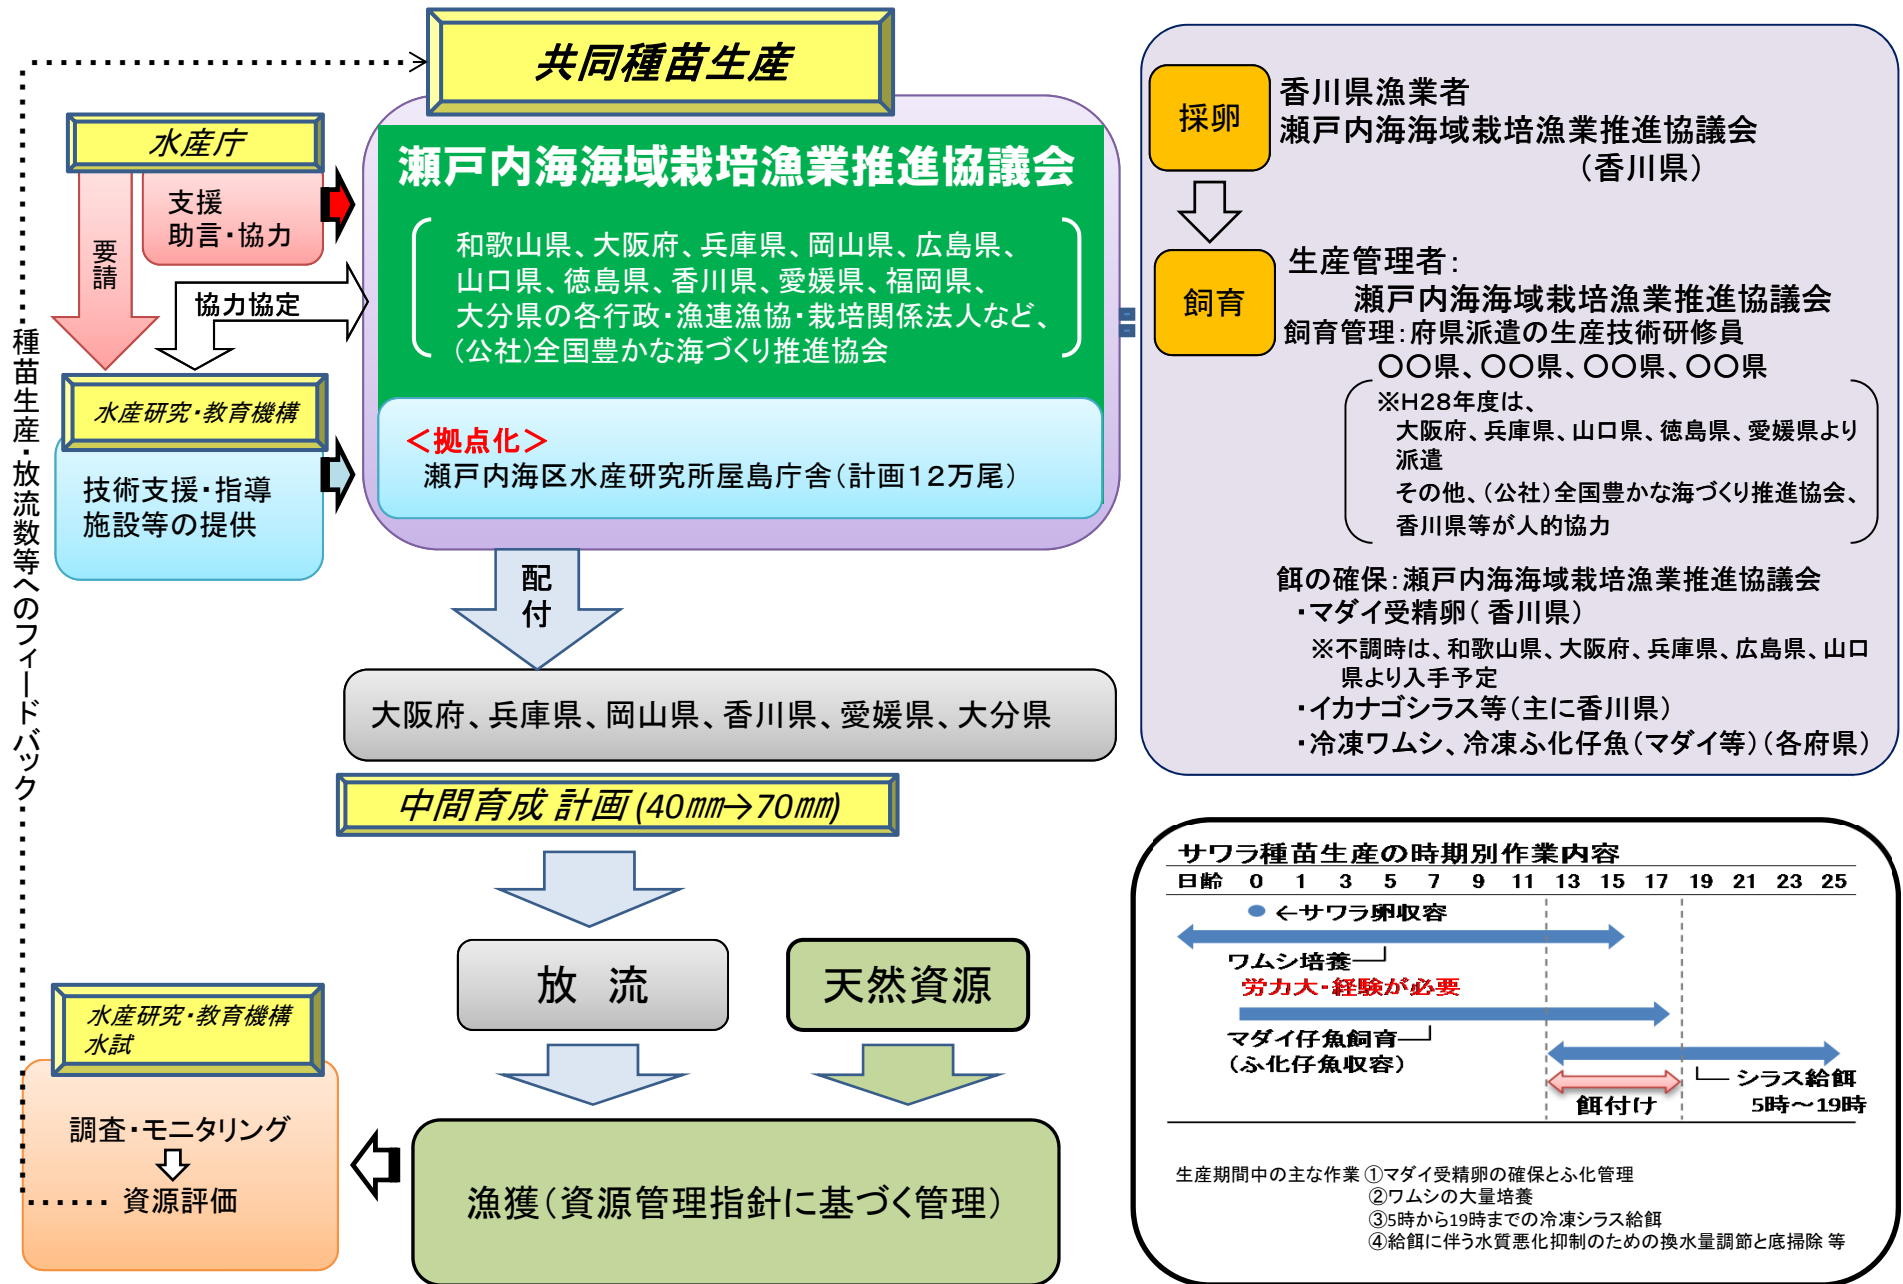 共同種苗生産
水産庁
支援
助言・協力
要請
協力協定
瀬戸内海海域栽培漁業推進協議会
和歌山県、大阪府、兵庫県、岡山県、広島県、
山口県、徳島県、香川県、愛媛県、福岡県、
大分県の各行政・漁連漁協・栽培関係法人など、
(公社)全国豊かな海づくり推進協会
水産研究・教育機構
技術支援・指導
施設等の提供
＜拠点化＞
瀬戸内海区水産研究所屋島庁舎(計画１２万尾)
種苗生産・放流数等へのフィードバック
配付
大阪府、兵庫県、岡山県、香川県、愛媛県、大分県
中間育成 計画 (40㎜→70㎜)
放　流
天然資源
漁獲(資源管理指針に基づく管理)
水産研究・教育機構
水試
調査・モニタリング
資源評価
採卵
香川県漁業者
瀬戸内海海域栽培漁業推進協議会
(香川県)
飼育
生産管理者：
瀬戸内海海域栽培漁業推進協議会
飼育管理：府県派遣の生産技術研修員
〇〇県、〇〇県、〇〇県、〇〇県
※H28年度は、
大阪府、兵庫県、山口県、徳島県、愛媛県より
派遣
その他、(公社)全国豊かな海づくり推進協会、
香川県等が人的協力
餌の確保：瀬戸内海海域栽培漁業推進協議会
・マダイ受精卵( 香川県)
※不調時は、和歌山県、大阪府、兵庫県、広島県、山口
県より入手予定
・イカナゴシラス等(主に香川県)
・冷凍ワムシ、冷凍ふ化仔魚(マダイ等)(各府県)
サワラ種苗生産の時期別作業内容
日齢 0 1 3 5 7 9 11 13 15 17 19 21 23 25
←サワラ卵収容
ワムシ培養
労力大・経験が必要
マダイ仔魚飼育
(ふ化仔魚収容)
シラス給餌
5時～19時
餌付け
生産期間中の主な作業 ①マダイ受精卵の確保とふ化管理
②ワムシの大量培養
③5時から19時までの冷凍シラス給餌
④給餌に伴う水質悪化抑制のための換水量調節と底掃除 等